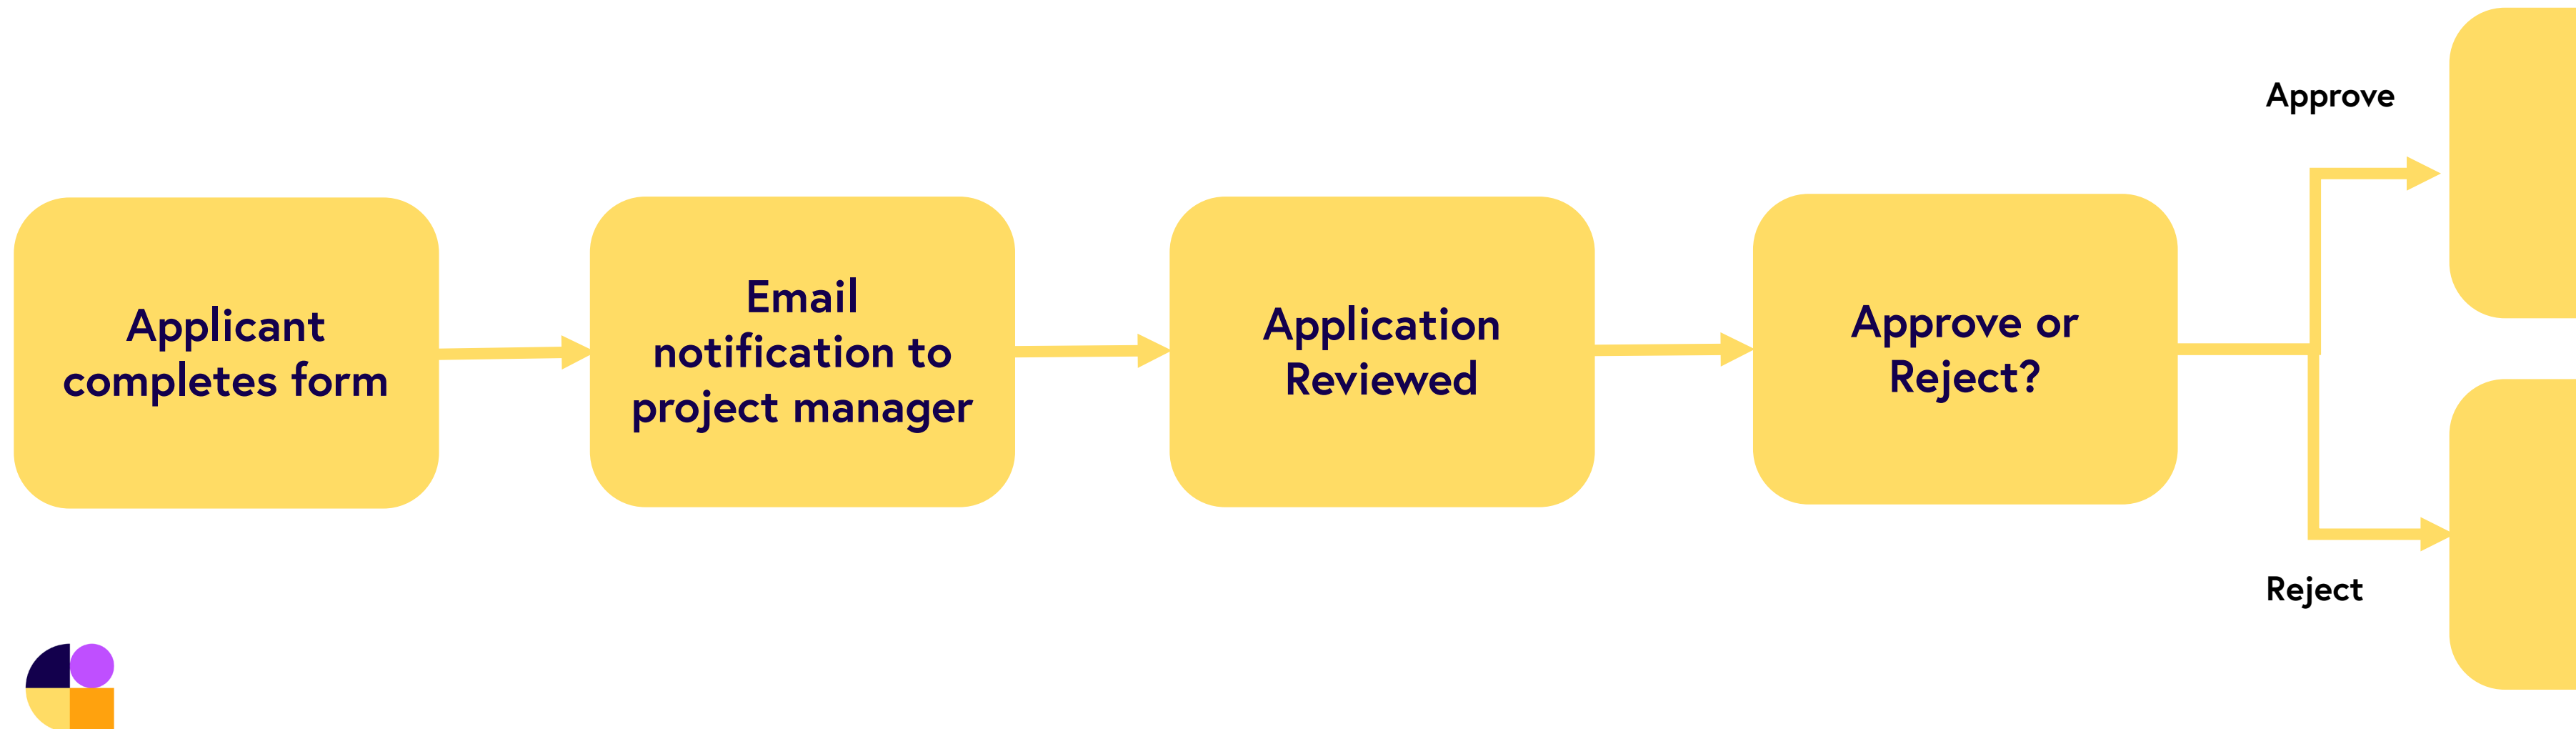 Applicant
completes form
Email
notification to
project manager
Application
Reviewed
Approve or
Reject?
Approve
Reject